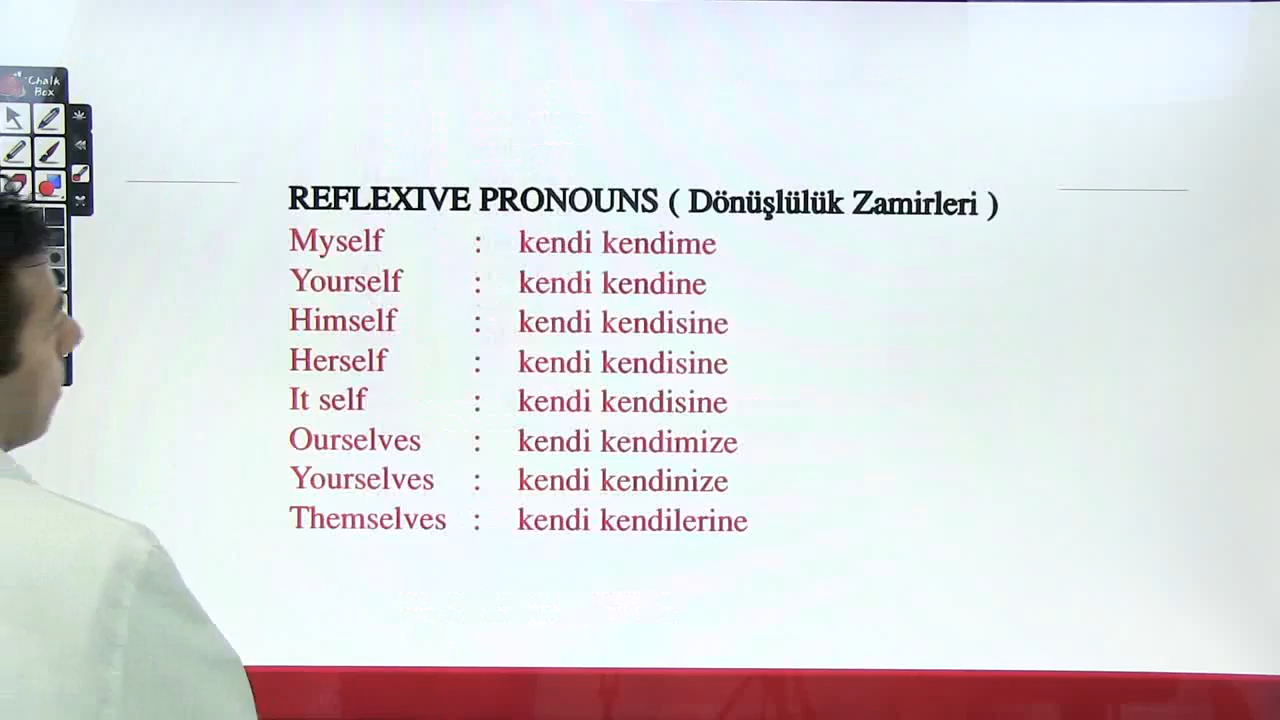 Chalk
Box
REFLEXIVE PRONOUNS ( Dönüşlülük Zamirleri )
Myself : kendi kendime
Yourself : kendi kendine
Himself : kendi kendisine
Herself : kendi kendisine
It self : kendi kendisine
Ourselves : kendi kendimize
Yourselves : kendi kendinize
Themselves : kendi kendilerine